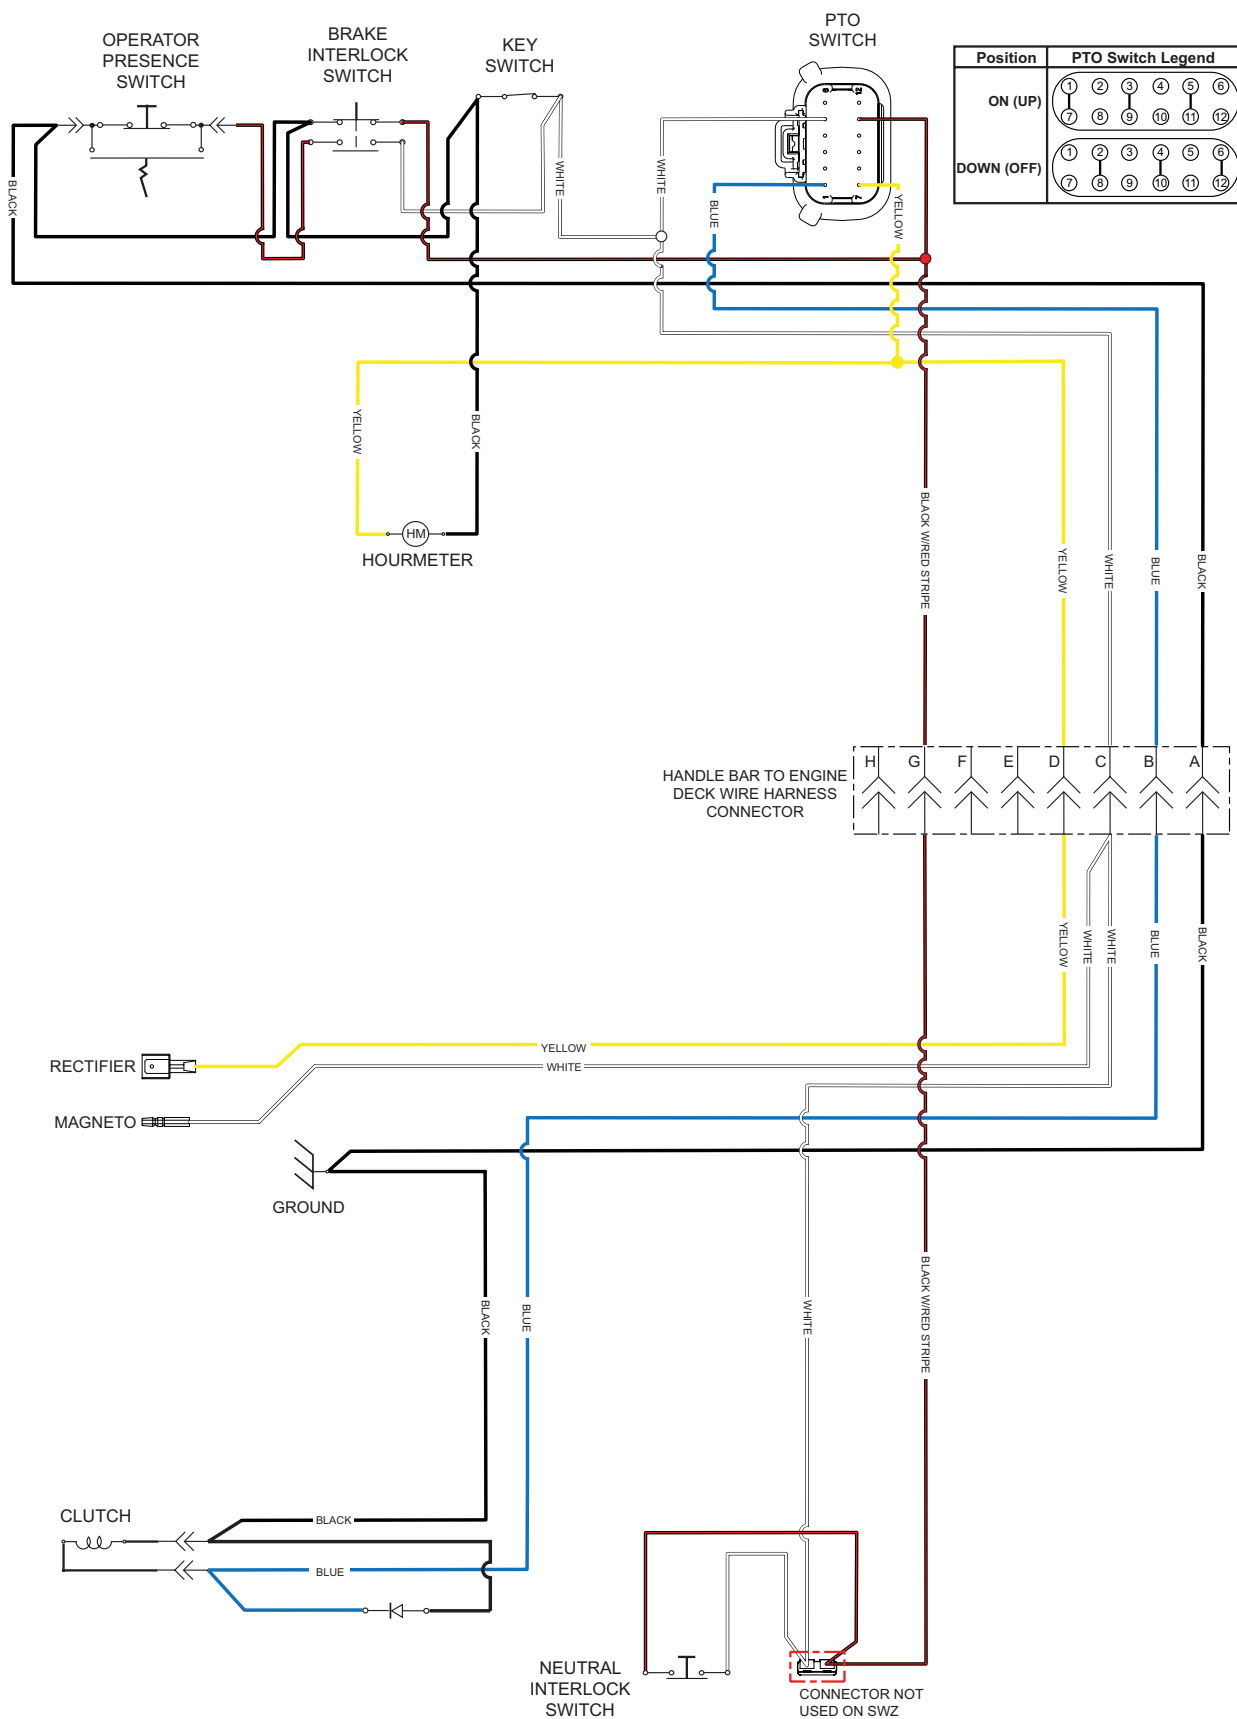 OPERATOR
PRESENCE
SWITCH
BRAKE
INTERLOCK
SWITCH
KEY
SWITCH
PTO
SWITCH
Position PTO Switch Legend
ON (UP)
1 2 3 4 5 6
7 8 9 10 11 12
DOWN (OFF)
1 2 3 4 5 6
7 8 9 10 11 12
6 12
1 7
BLACK
WHITE
WHITE
BLUE
YELLOW
YELLOW
BLACK
HM
HOURMETER
BLACK W/RED STRIPE
YELLOW
WHITE
BLUE
BLACK
HANDLE BAR TO ENGINE
DECK WIRE HARNESS
CONNECTOR
H G F E D C B A
YELLOW
WHITE
WHITE
BLUE
BLACK
RECTIFIER
YELLOW
WHITE
MAGNETO
GROUND
BLACK
BLUE
WHITE
BLACK W/RED STRIPE
CLUTCH
BLACK
BLUE
NEUTRAL
INTERLOCK
SWITCH
CONNECTOR NOT
USED ON SWZ